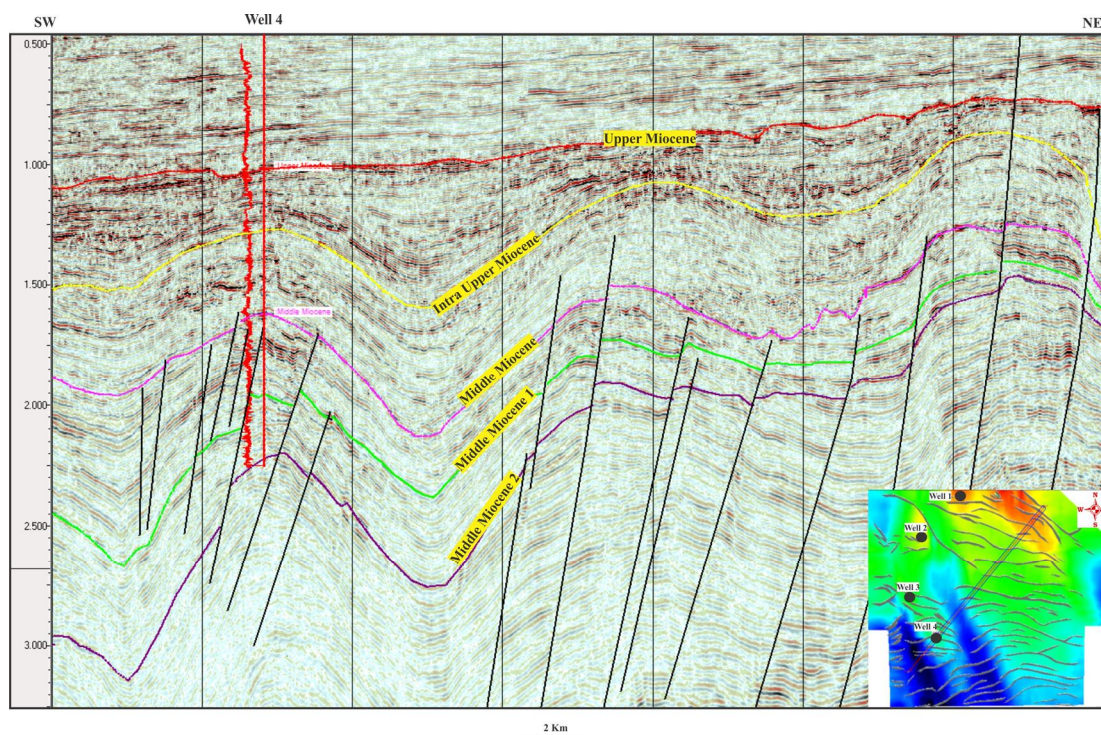 SW
Well 4
NE
0.500
1.000
1.500
2.000
2.500
3.000
Upper Miocene
Upper Miocene
Intra Upper Miocene
Middle Miocene
Middle Miocene
Middle Miocene 1
Middle Miocene 2
Well 1
Well 2
Well 3
Well 4
N
W
E
S
2 Km